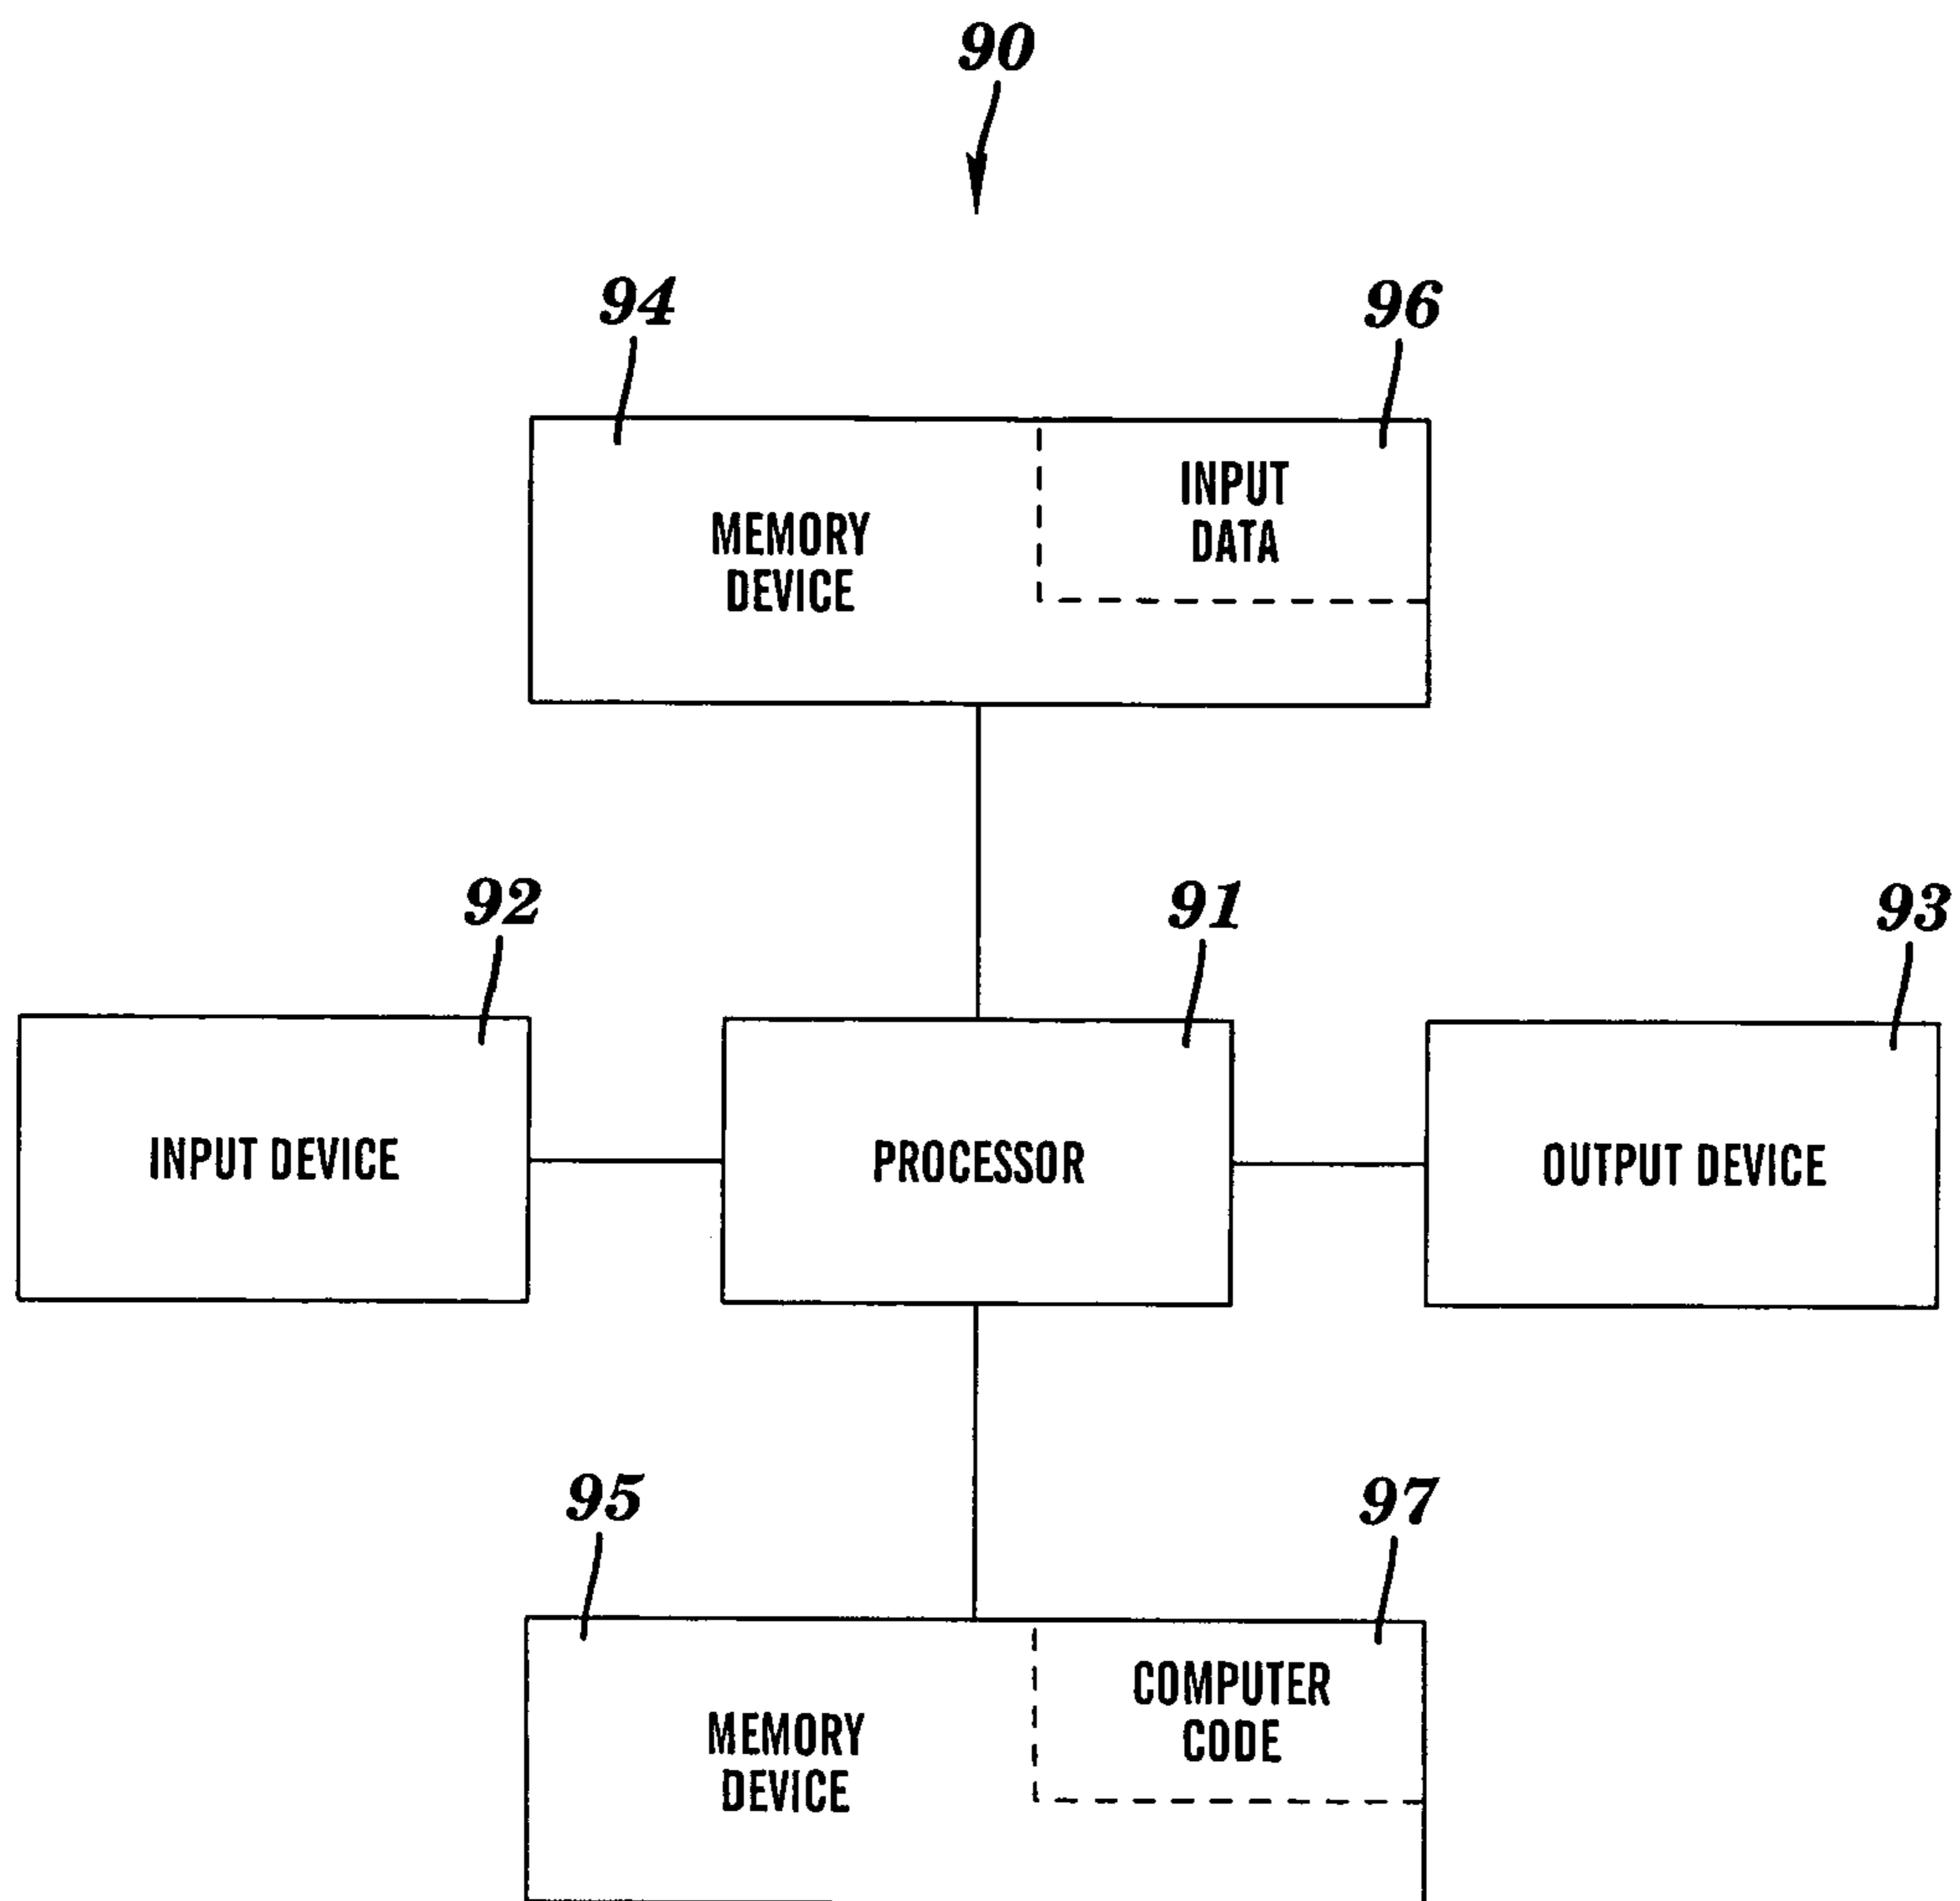 90
94
96
MEMORY
DEVICE
INPUT
DATA
92
91
93
INPUT DEVICE
PROCESSOR
OUTPUT DEVICE
95
97
MEMORY
DEVICE
COMPUTER
CODE